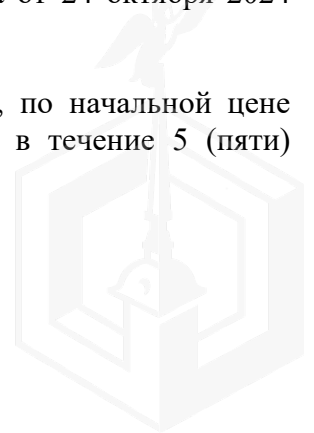 от 24 октября 2024
по начальной цене
в течение 5 (пяти)